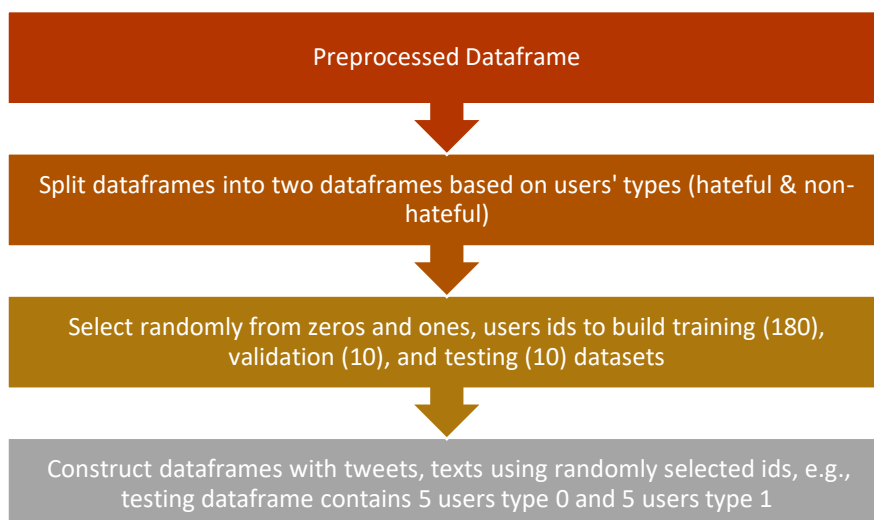 Preprocessed Dataframe
Split dataframes into two dataframes based on users' types (hateful & non-
hateful)
Select randomly from zeros and ones, users ids to build training (180),
validation (10), and testing (10) datasets
Construct dataframes with tweets, texts using randomly selected ids, e.g.,
testing dataframe contains 5 users type 0 and 5 users type 1